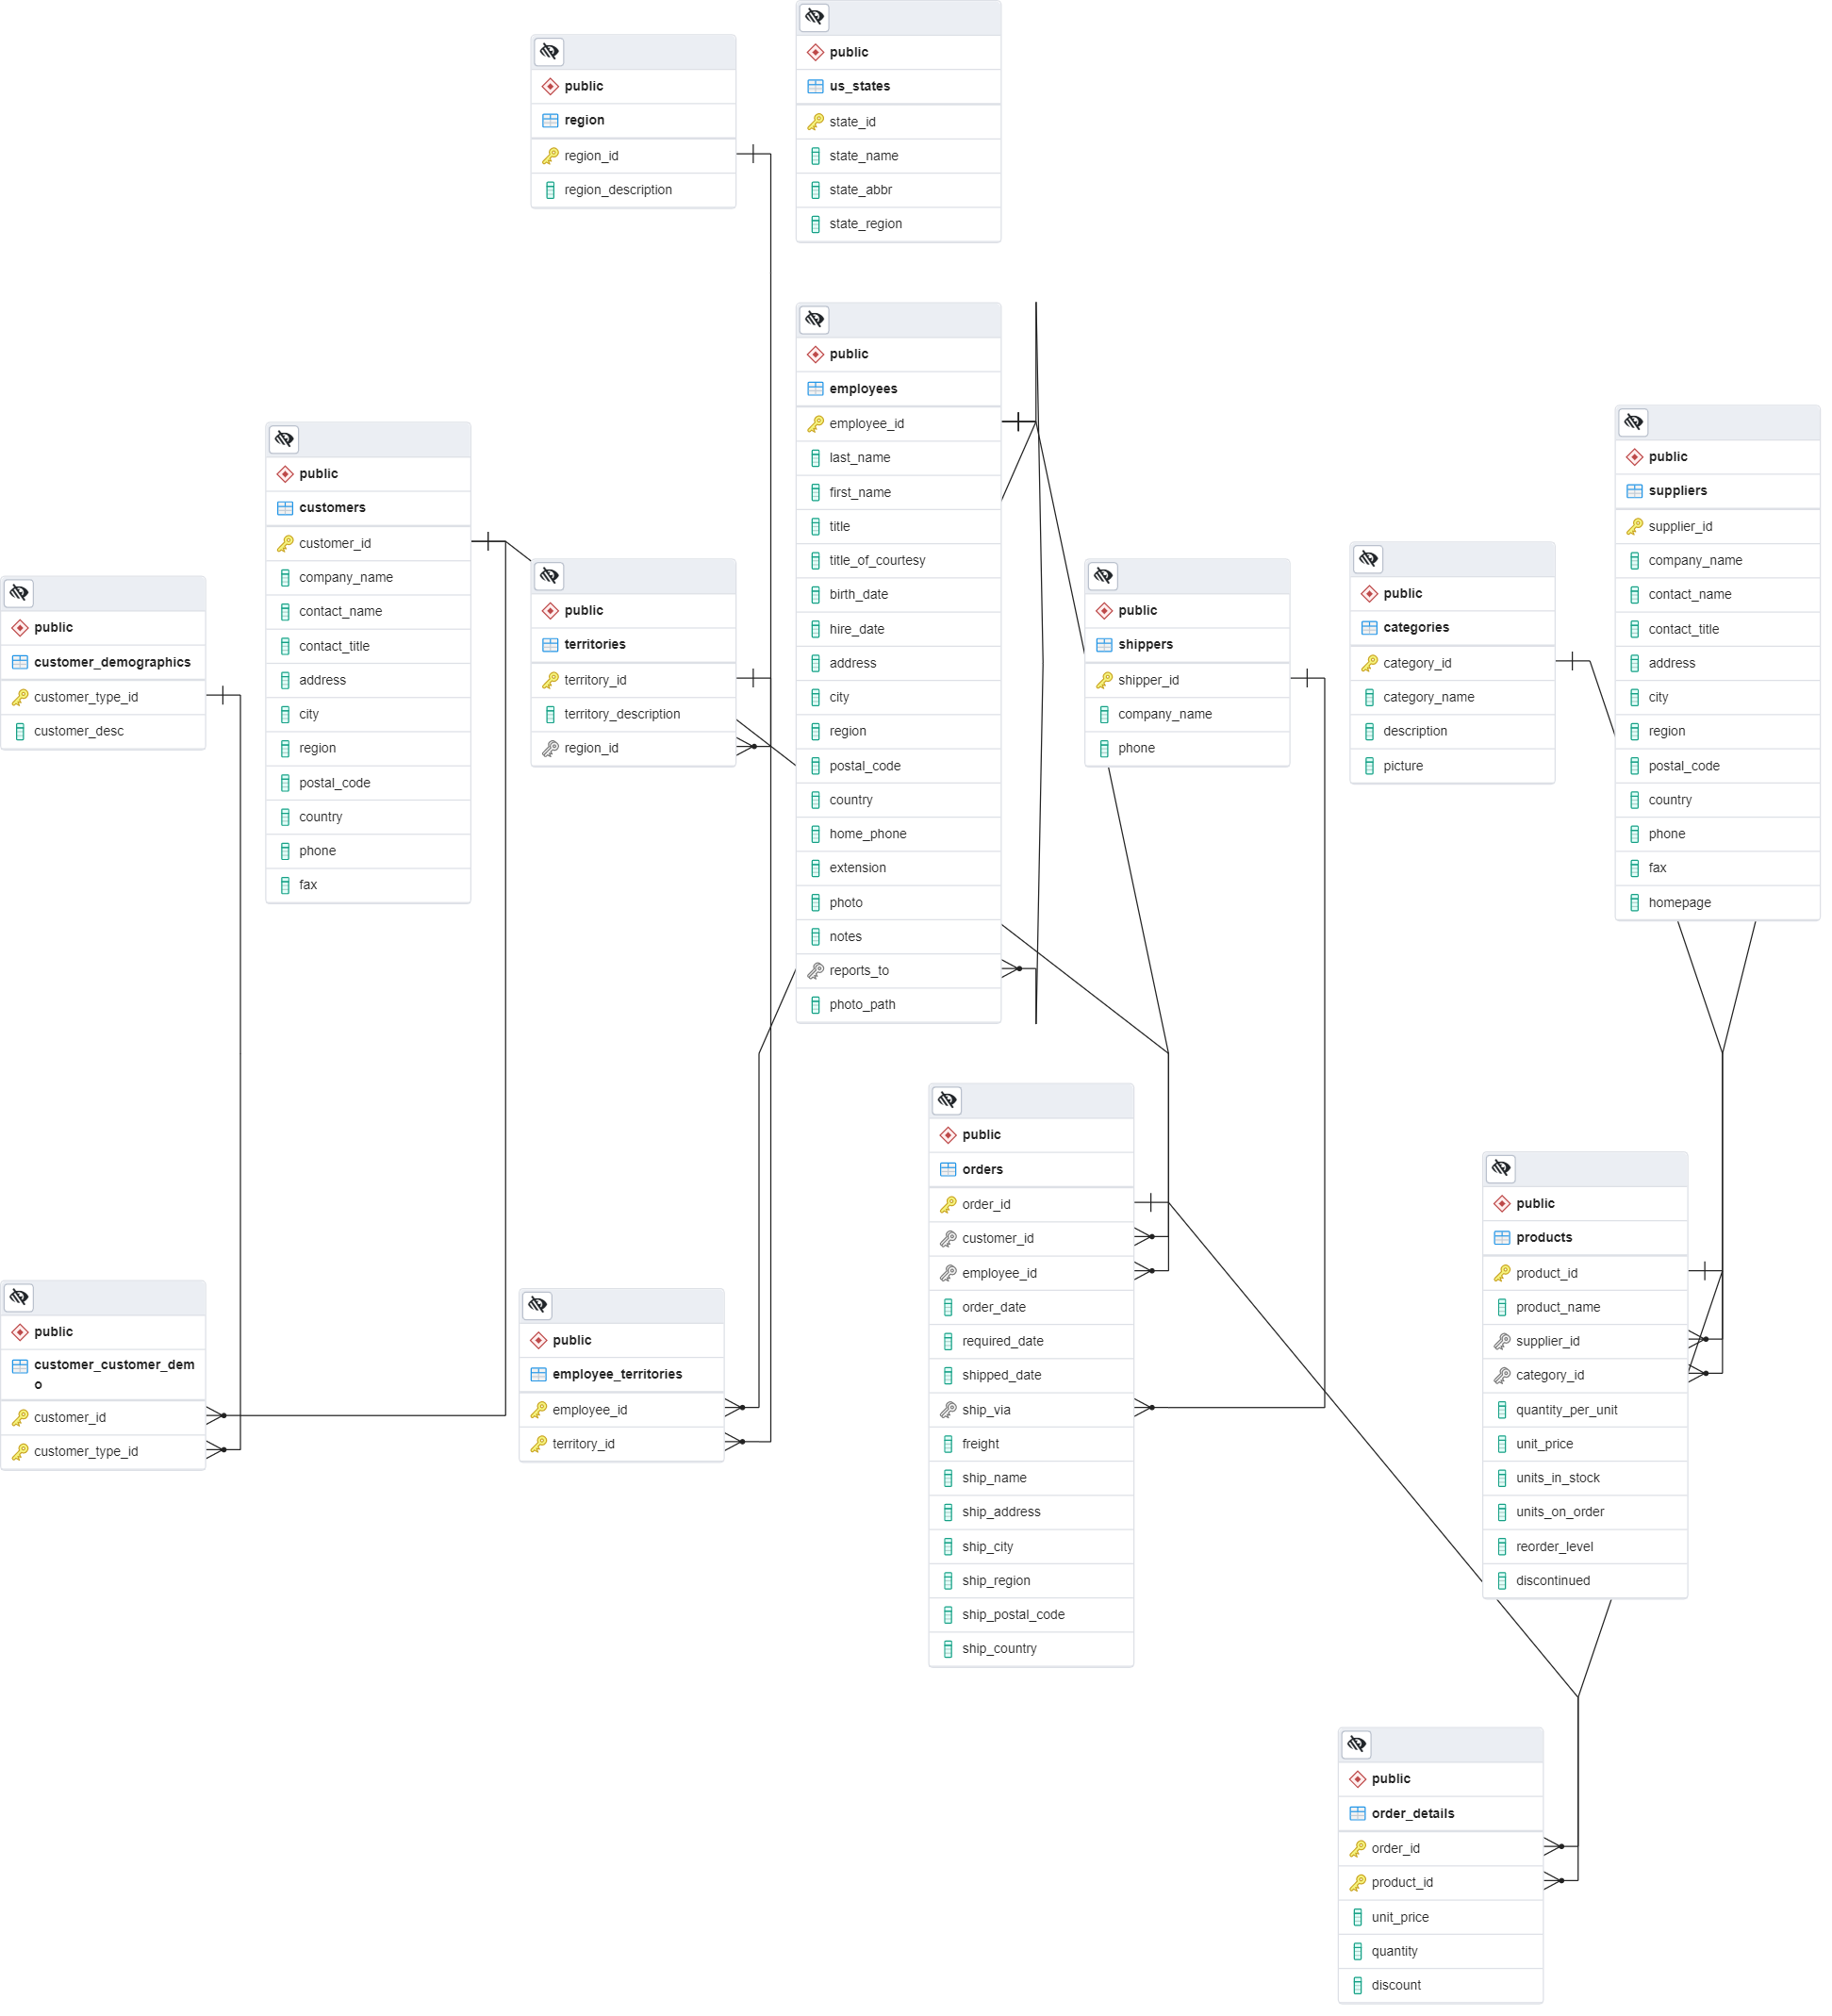 public
us_states
state_id
state_name
state_abbr
state_region
public
region
region_id
region_description
public
employees
employee_id
last_name
first_name
title
title_of_courtesy
birth_date
hire_date
address
city
region
postal_code
country
home_phone
extension
photo
notes
reports_to
photo_path
public
customers
customer_id
company_name
contact_name
contact_title
address
city
region
postal_code
country
phone
fax
public
suppliers
supplier_id
company_name
contact_name
contact_title
address
city
region
postal_code
country
phone
fax
homepage
public
customer_demographics
customer_type_id
customer_desc
public
territories
territory_id
territory_description
region_id
public
shippers
shipper_id
company_name
phone
public
categories
category_id
category_name
description
picture
public
orders
order_id
customer_id
employee_id
order_date
required_date
shipped_date
ship_via
freight
ship_name
ship_address
ship_city
ship_region
ship_postal_code
ship_country
public
products
product_id
product_name
supplier_id
category_id
quantity_per_unit
unit_price
units_in_stock
units_on_order
reorder_level
discontinued
public
customer_customer_dem
o
customer_id
customer_type_id
public
employee_territories
employee_id
territory_id
public
order_details
order_id
product_id
unit_price
quantity
discount